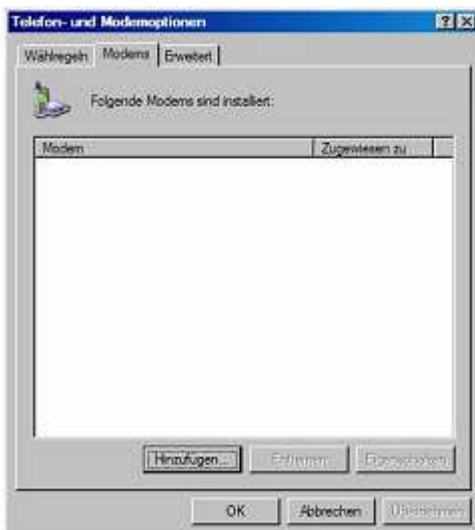 Telefon- und Modemoptionen
Wählregeln Modems Erweitert
Folgende Modems sind installiert:
Modem Zugewiesen zu
Hinzufügen... Entfernen Eigenschaften
OK Abbrechen Übernehmen